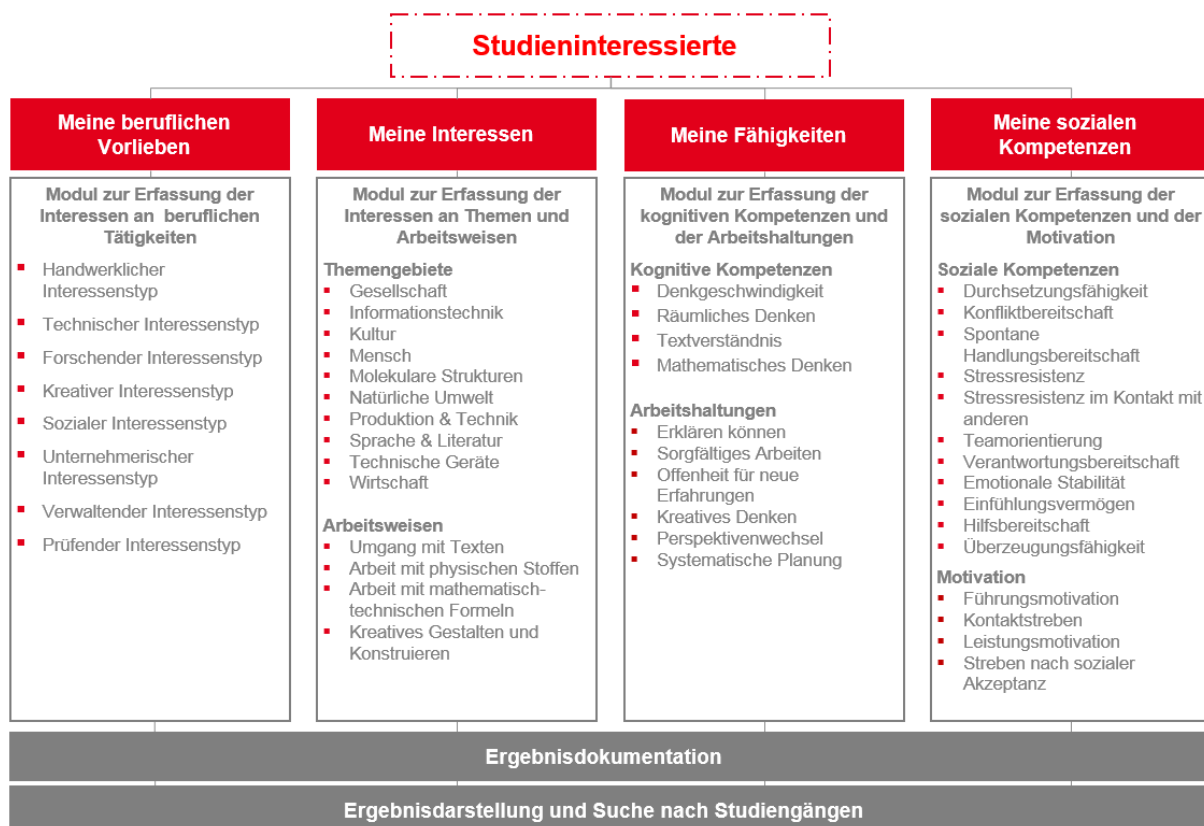 Studieninteressierte
Meine beruflichen
Vorlieben
Modul zur Erfassung der
Interessen an beruflichen
Tätigkeiten
Handwerklicher
Interessenstyp
Technischer Interessenstyp
Forschender Interessenstyp
Kreativer Interessenstyp
Sozialer Interessenstyp
Unternehmerischer
Interessenstyp
Verwaltender Interessenstyp
Prüfender Interessenstyp
Meine Interessen
Modul zur Erfassung der
Interessen an Themen und
Arbeitsweisen
Themengebiete
Gesellschaft
Informationstechnik
Kultur
Mensch
Molekulare Strukturen
Natürliche Umwelt
Produktion & Technik
Sprache & Literatur
Technische Geräte
Wirtschaft
Arbeitsweisen
Umgang mit Texten
Arbeit mit physischen Stoffen
Arbeit mit mathematisch-
technischen Formeln
Kreatives Gestalten und
Konstruieren
Meine Fähigkeiten
Modul zur Erfassung der
kognitiven Kompetenzen und
der Arbeitshaltungen
Kognitive Kompetenzen
Denkgeschwindigkeit
Räumliches Denken
Textverständnis
Mathematisches Denken
Arbeitshaltungen
Erklären können
Sorgfältiges Arbeiten
Offenheit für neue
Erfahrungen
Kreatives Denken
Perspektivenwechsel
Systematische Planung
Meine sozialen
Kompetenzen
Modul zur Erfassung der
sozialen Kompetenzen und der
Motivation
Soziale Kompetenzen
Durchsetzungsfähigkeit
Konfliktbereitschaft
Spontane
Handlungsbereitschaft
Stressresistenz
Stressresistenz im Kontakt mit
anderen
Teamorientierung
Verantwortungsbereitschaft
Emotionale Stabilität
Einfühlungsvermögen
Hilfsbereitschaft
Überzeugungsfähigkeit
Motivation
Führungsmotivation
Kontaktstreben
Leistungsmotivation
Streben nach sozialer
Akzeptanz
Ergebnisdokumentation
Ergebnisdarstellung und Suche nach Studiengängen